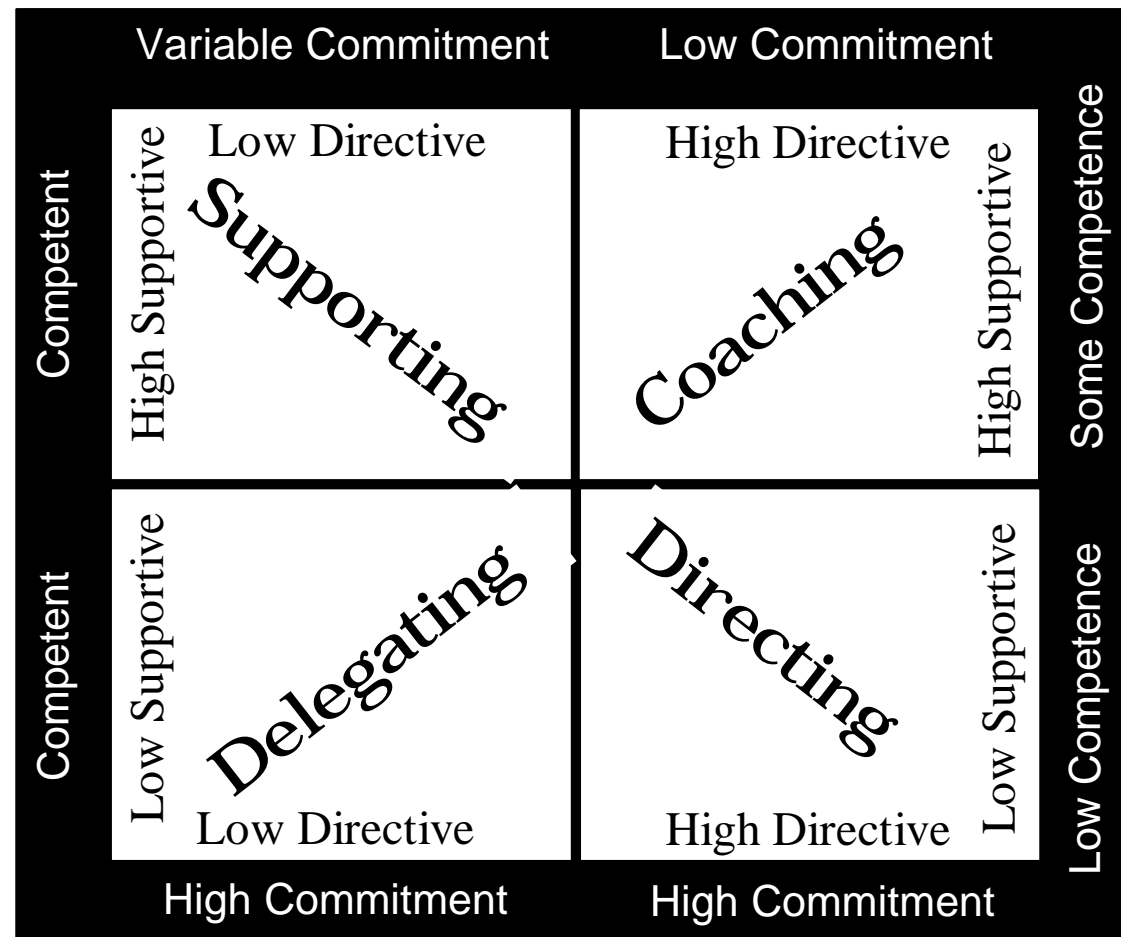 Variable Commitment
Low Commitment
Competent
High Supportive
Low Directive
Supporting
High Directive
Coaching
High Supportive
Some Competence
Competent
Low Supportive
Delegating
Low Directive
Directing
High Directive
Low Supportive
Low Competence
High Commitment
High Commitment